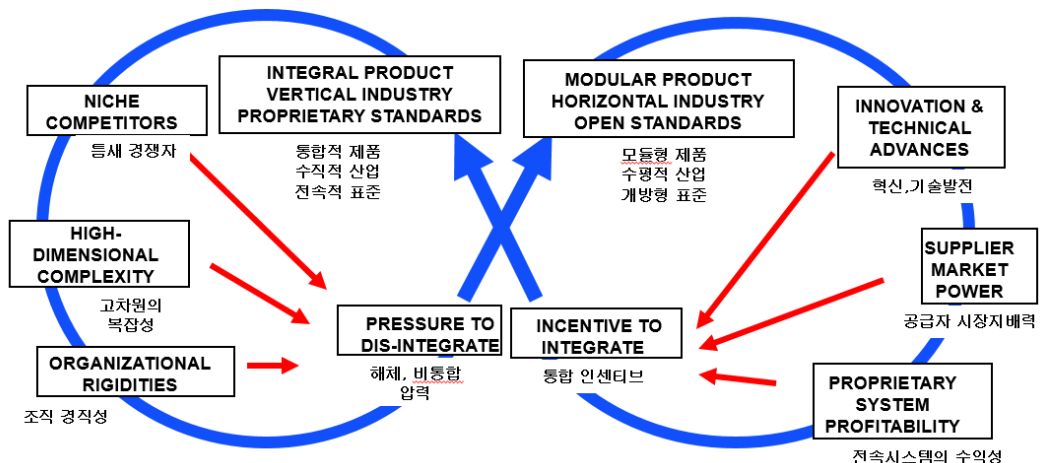 INTEGRAL PRODUCT
VERTICAL INDUSTRY
PROPRIETARY STANDARDS
통합적 제품
수직적 산업
전속적 표준
MODULAR PRODUCT
HORIZONTAL INDUSTRY
OPEN STANDARDS
모듈형 제품
수평적 산업
개방형 표준
NICHE
COMPETITORS
틈새 경쟁자
INNOVATION &
TECHNICAL
ADVANCES
혁신,기술발전
HIGH-
DIMENSIONAL
COMPLEXITY
고차원의
복잡성
SUPPLIER
MARKET
POWER
공급자 시장지배력
PRESSURE TO
DIS-INTEGRATE
해체, 비통합
압력
INCENTIVE TO
INTEGRATE
통합 인센티브
ORGANIZATIONAL
RIGIDITIES
조직 경직성
PROPRIETARY
SYSTEM
PROFITABILITY
전속시스템의 수익성